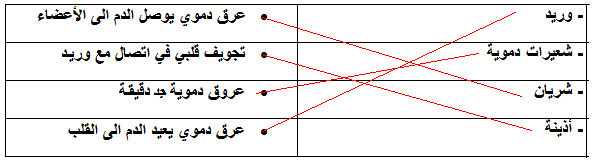 - وريد
• عرق دموي يوصل الدم الى الأعضاء
- شعيرات دموية
• تجويف قلبي في اتصال مع وريد
- شريان
• عروق دموية جد دقيقة
- أذينة
• عرق دموي يعيد الدم الى القلب